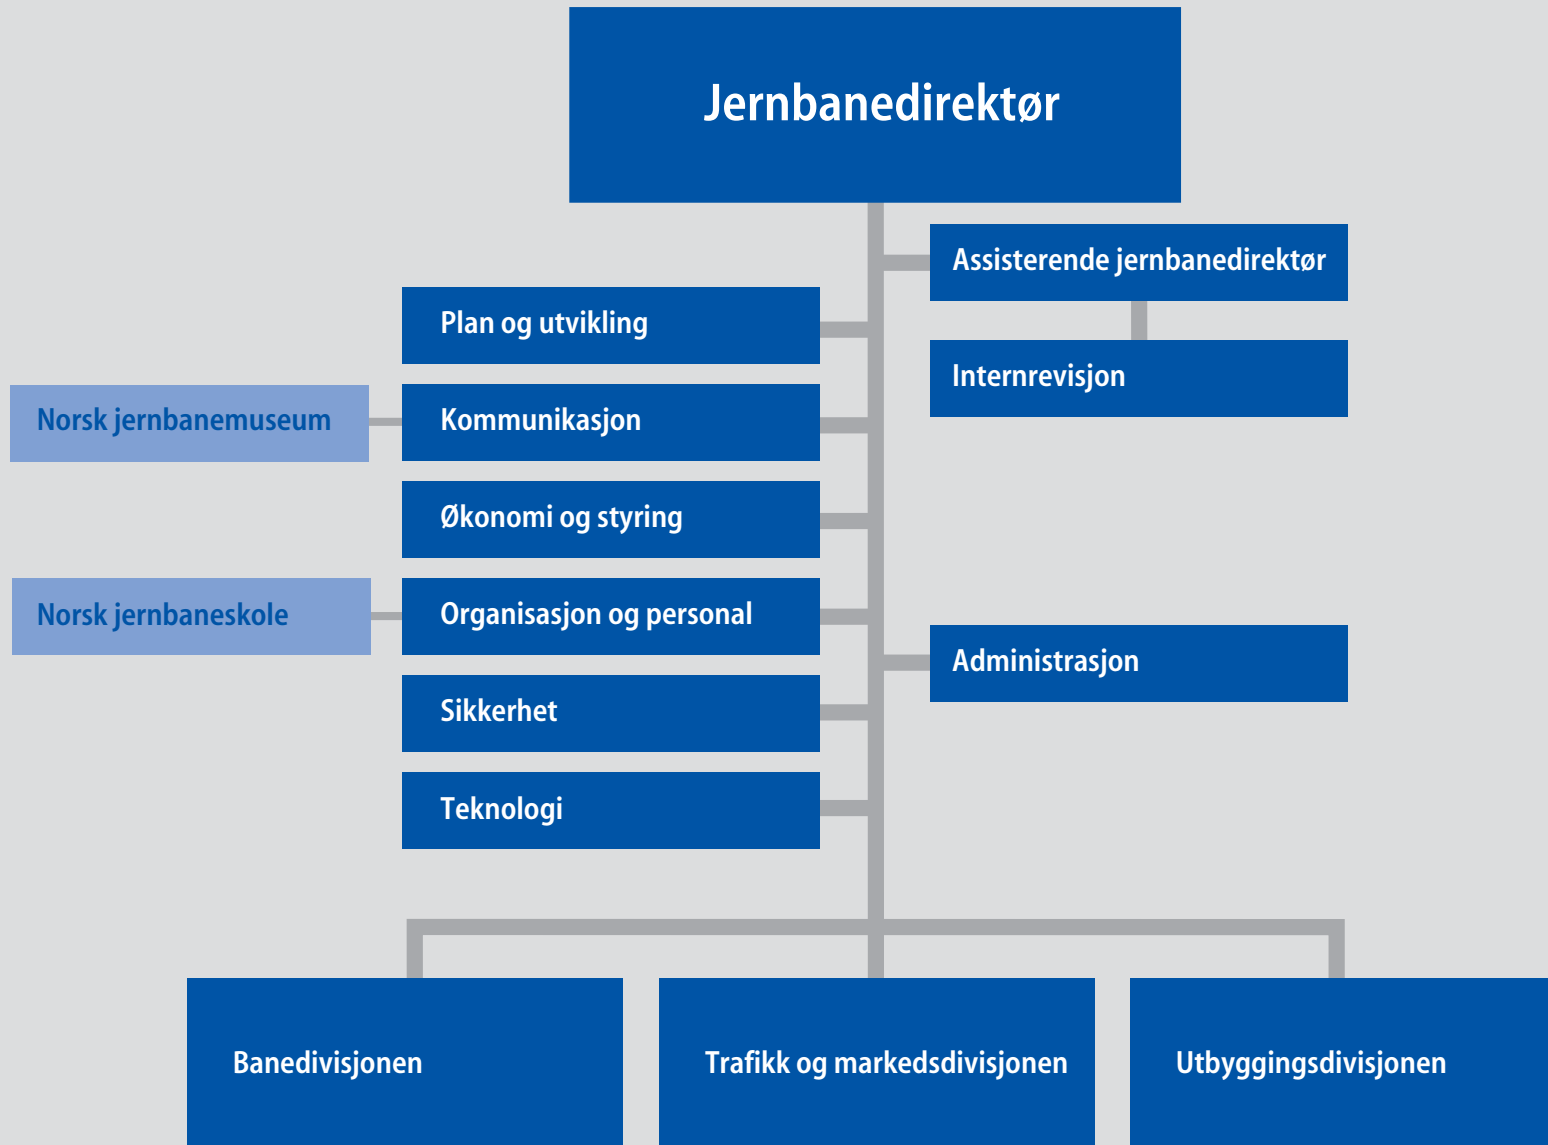 Jernbanedirektør
Assisterende jernbanedirektør
Plan og utvikling
Internrevisjon
Norsk jernbanemuseum
Kommunikasjon
Økonomi og styring
Norsk jernbaneskole
Organisasjon og personal
Administrasjon
Sikkerhet
Teknologi
Banedivisjonen
Trafikk og markedsdivisjonen
Utbyggingsdivisjonen